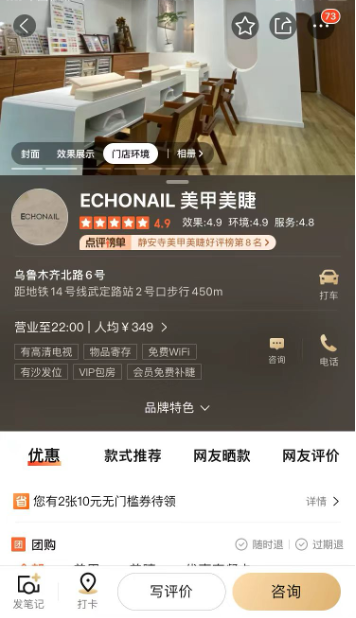 73
封面 效果展示 门店环境 | 相册 >
ECHONAIL
ECHONAIL 美甲美睫
4.9 效果:4.9 环境:4.9 服务:4.8
点评榜单 静安寺美甲美睫好评榜第8名 >
乌鲁木齐北路6号
距地铁14号线武定路站2号口步行450m
打车
营业至22:00 | 人均¥349 >
有高清电视 物品寄存 免费WiFi
有沙发位 VIP包房 会员免费补睫
咨询
电话
品牌特色
优惠 款式推荐 网友晒款 网友评价
省 您有2张10元无门槛券待领 详情 >
团 团购 随时退 | 过期退
发笔记
打卡
写评价
咨询